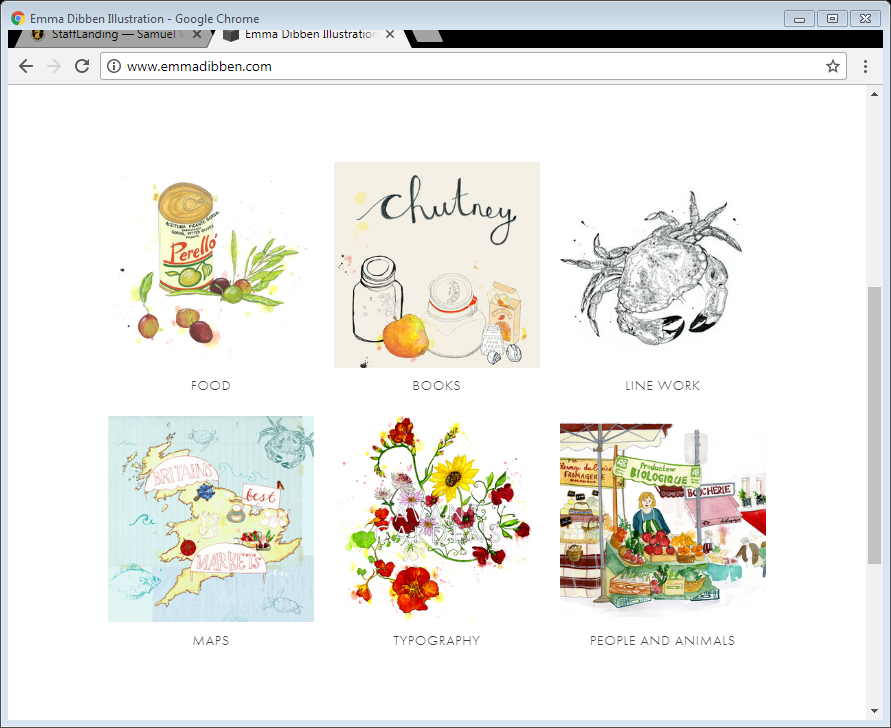 Emma Dibben Illustration - Google Chrome
StaffLanding — Samuel
Emma Dibben Illustration
www.emmadibben.com
Perelló
chutney
FOOD
BOOKS
LINE WORK
BRITAINS
best
MARKETS
Producteur
BIOLOGIQUE
FROMAGERIE
BOUCHERIE
MAPS
TYPOGRAPHY
PEOPLE AND ANIMALS